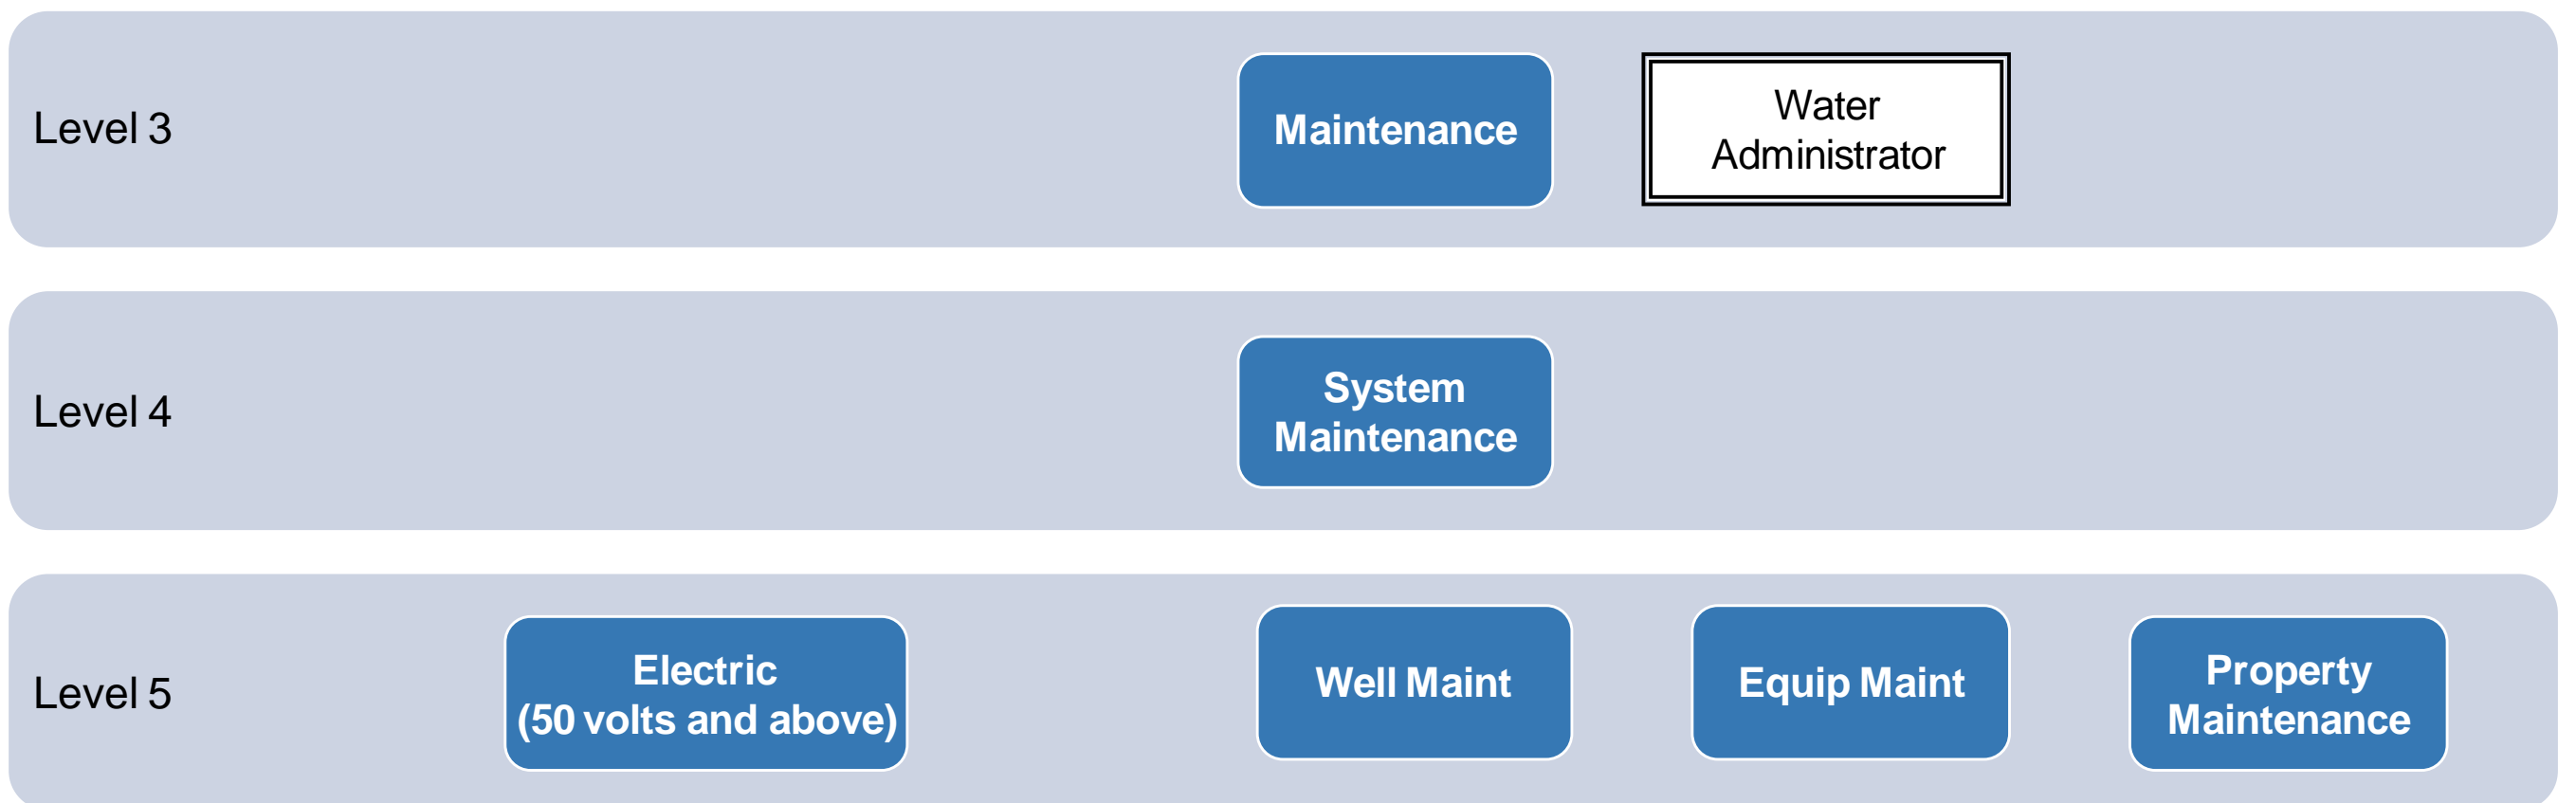 Level 3
Maintenance
Water
Administrator
Level 4
System
Maintenance
Level 5
Electric
(50 volts and above)
Well Maint
Equip Maint
Property
Maintenance